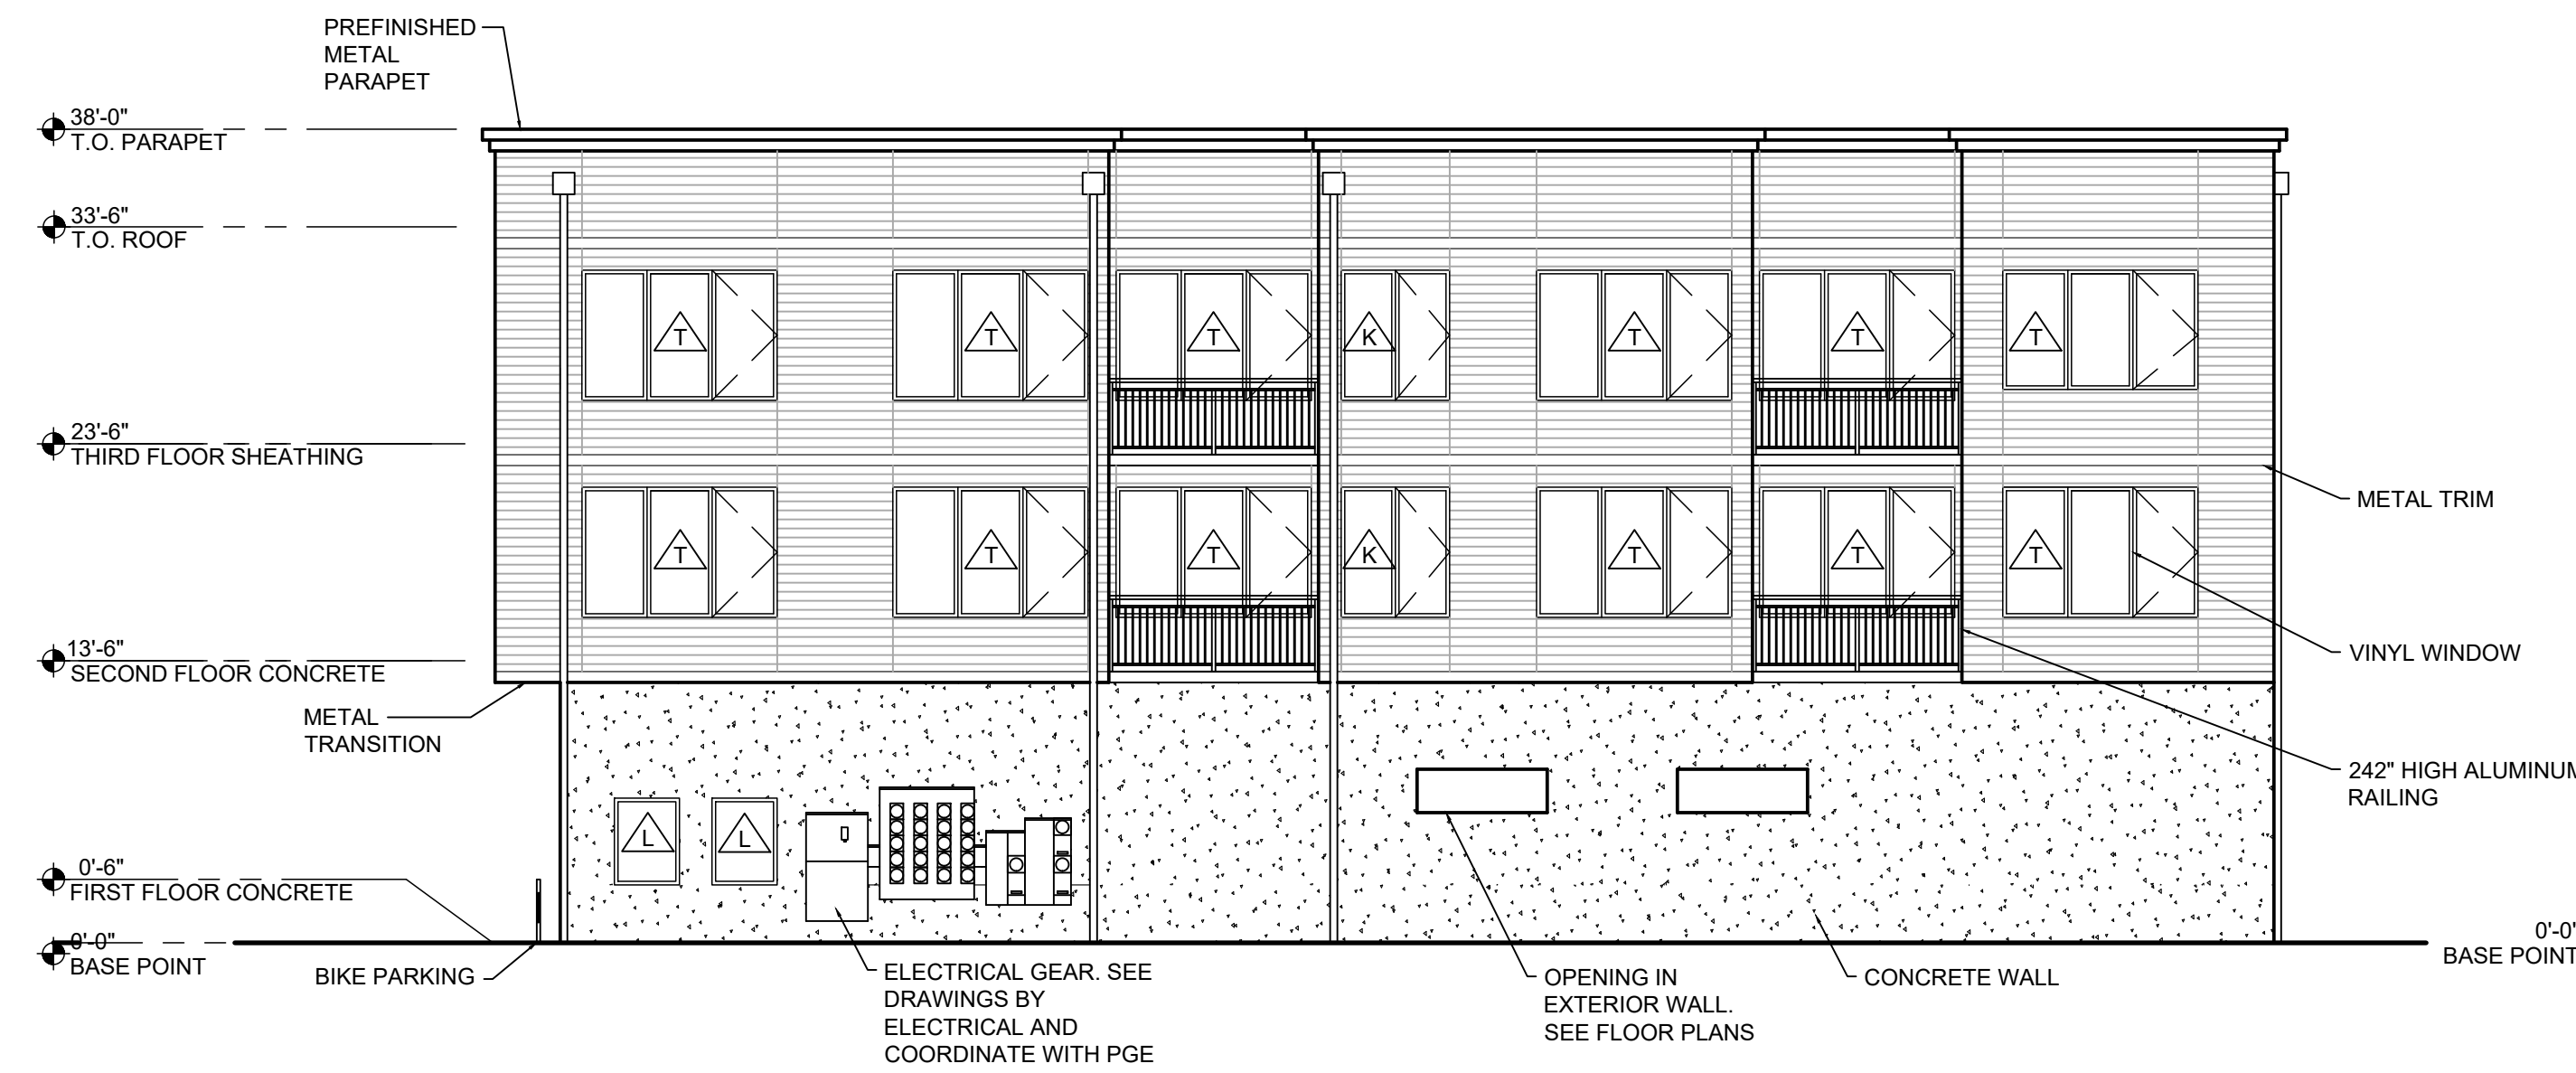 PREFINISHED
METAL
PARAPET
38'-0"
T.O. PARAPET
33'-6"
T.O. ROOF
T T T K T T T
23'-6"
THIRD FLOOR SHEATHING
METAL TRIM
T T T K T T T
13'-6"
SECOND FLOOR CONCRETE
VINYL WINDOW
METAL
TRANSITION
242" HIGH ALUMINUM
RAILING
L L
0'-6"
FIRST FLOOR CONCRETE
0'-0"
BASE POINT
0'-0"
BASE POINT
BIKE PARKING
ELECTRICAL GEAR. SEE
DRAWINGS BY
ELECTRICAL AND
COORDINATE WITH PGE
OPENING IN
EXTERIOR WALL.
SEE FLOOR PLANS
CONCRETE WALL